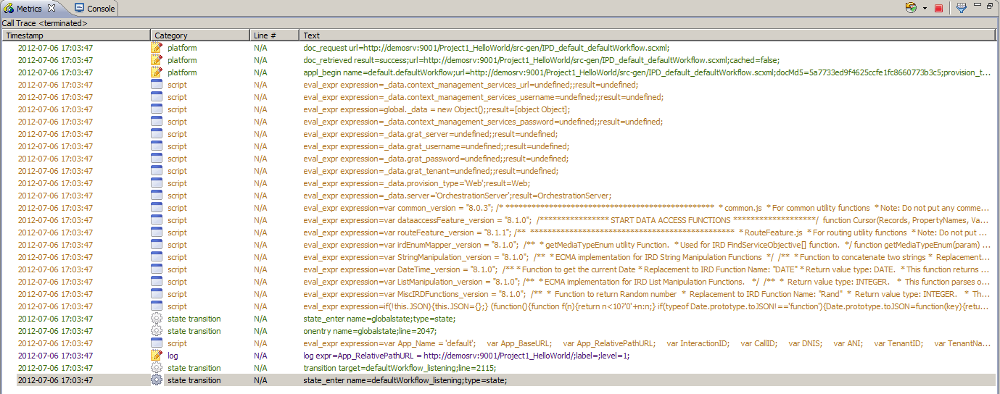 Metrics Console
Call Trace <terminated>
Timestamp Category Line # Text
2012-07-06 17:03:47 platform N/A doc_request url=http://demosrv:9001/Project1_HelloWorld/src-gen/IPD_default_defaultWorkflow.scxml;
2012-07-06 17:03:47 platform N/A doc_retrieved result=success;url=http://demosrv:9001/Project1_HelloWorld/src-gen/IPD_default_defaultWorkflow.scxml;cached=false;
2012-07-06 17:03:47 platform N/A appl_begin name=default.defaultWorkflow;url=http://demosrv:9001/Project1_HelloWorld/src-gen/IPD_default_defaultWorkflow.scxml;docMd5=5a7733ed9f4625ccfe1fc8660773b3c5;provision_t...
2012-07-06 17:03:47 script N/A eval_expr expression=_data.context_management_services_url=undefined;;result=undefined;
2012-07-06 17:03:47 script N/A eval_expr expression=_data.context_management_services_username=undefined;;result=undefined;
2012-07-06 17:03:47 script N/A eval_expr expression=global._data = new Object();;result=[object Object];
2012-07-06 17:03:47 script N/A eval_expr expression=_data.context_management_services_password=undefined;;result=undefined;
2012-07-06 17:03:47 script N/A eval_expr expression=_data.grat_server=undefined;;result=undefined;
2012-07-06 17:03:47 script N/A eval_expr expression=_data.grat_username=undefined;;result=undefined;
2012-07-06 17:03:47 script N/A eval_expr expression=_data.grat_password=undefined;;result=undefined;
2012-07-06 17:03:47 script N/A eval_expr expression=_data.grat_tenant=undefined;;result=undefined;
2012-07-06 17:03:47 script N/A eval_expr expression=_data.provision_type='Web';result=Web;
2012-07-06 17:03:47 script N/A eval_expr expression=_data.server='OrchestrationServer';result=OrchestrationServer;
2012-07-06 17:03:47 script N/A eval_expr expression=var common_version = "8.0.3"; /* ************************************************ * common.js * For common utility functions * Note: Do not put any comme...
2012-07-06 17:03:47 script N/A eval_expr expression=var dataaccessFeature_version = "8.1.0"; /**************** START DATA ACCESS FUNCTIONS *******************/ function Cursor(Records, PropertyNames, Va...
2012-07-06 17:03:47 script N/A eval_expr expression=var routeFeature_version = "8.1.1"; /** *********************************************** * RouteFeature.js * For routing utility functions * Note: Do not put ...
2012-07-06 17:03:47 script N/A eval_expr expression=var irdEnumMapper_version = "8.1.0"; /** * getMediaTypeEnum utility Function. * Used for IRD FindServiceObjective[] function. */ function getMediaTypeEnum(param) ...
2012-07-06 17:03:47 script N/A eval_expr expression=var StringManipulation_version = "8.1.0"; /** * ECMA implementation for IRD String Manipulation Functions */ /** * Function to concatenate two strings * Replacement...
2012-07-06 17:03:47 script N/A eval_expr expression=var DateTime_version = "8.1.0"; /** * Function to get the current Date * Replacement to IRD Function Name: "DATE" * Return value type: DATE. * This function returns ...
2012-07-06 17:03:47 script N/A eval_expr expression=var ListManipulation_version = "8.1.0"; /** * ECMA implementation for IRD List Manipulation Functions. */ /** * Return value type: INTEGER. * This function parses o...
2012-07-06 17:03:47 script N/A eval_expr expression=var MiscIRDFunctions_version = "8.1.0"; /** * Function to return Random number * Replacement to IRD Function Name: "Rand" * Return value type: INTEGER. * Th...
2012-07-06 17:03:47 script N/A eval_expr expression=if(!this.JSON){this.JSON={};} (function(){function f(n){return n<10?'0'+n:n;} if(typeof Date.prototype.toJSON!=='function'){Date.prototype.toJSON=function(key){retu...
2012-07-06 17:03:47 state transition N/A state_enter name=globalstate;type=state;
2012-07-06 17:03:47 state transition N/A onentry name=globalstate;line=2047;
2012-07-06 17:03:47 script N/A eval_expr expression=var App_Name = 'default'; var App_BaseURL; var App_RelativePathURL; var InteractionID; var CallID; var DNIS; var ANI; var TenantID; var TenantNa...
2012-07-06 17:03:47 log N/A log expr=App_RelativePathURL = http://demosrv:9001/Project1_HelloWorld/;label=;level=1;
2012-07-06 17:03:47 state transition N/A transition target=defaultWorkflow_listening;line=2115;
2012-07-06 17:03:47 state transition N/A state_enter name=defaultWorkflow_listening;type=state;